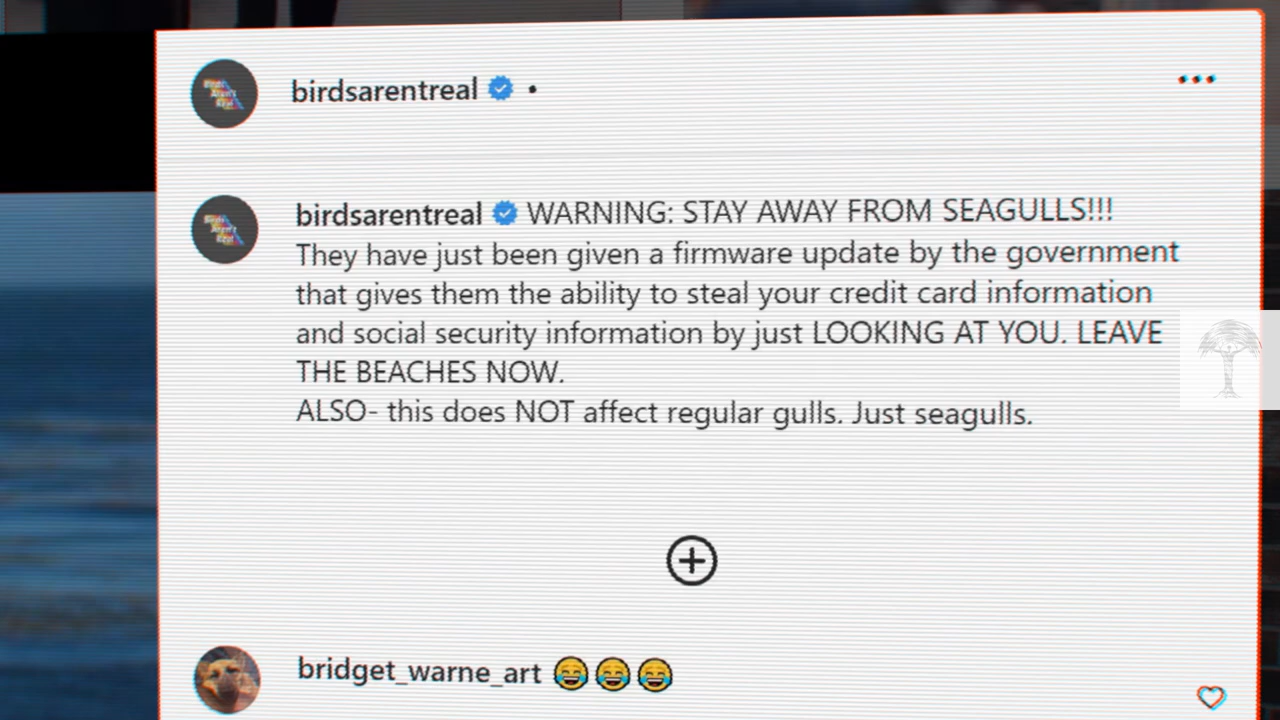 birdsarentreal •
birdsarentreal WARNING: STAY AWAY FROM SEAGULLS!!!
They have just been given a firmware update by the government
that gives them the ability to steal your credit card information
and social security information by just LOOKING AT YOU. LEAVE
THE BEACHES NOW.
ALSO- this does NOT affect regular gulls. Just seagulls.
bridget_warne_art 😂😂😂